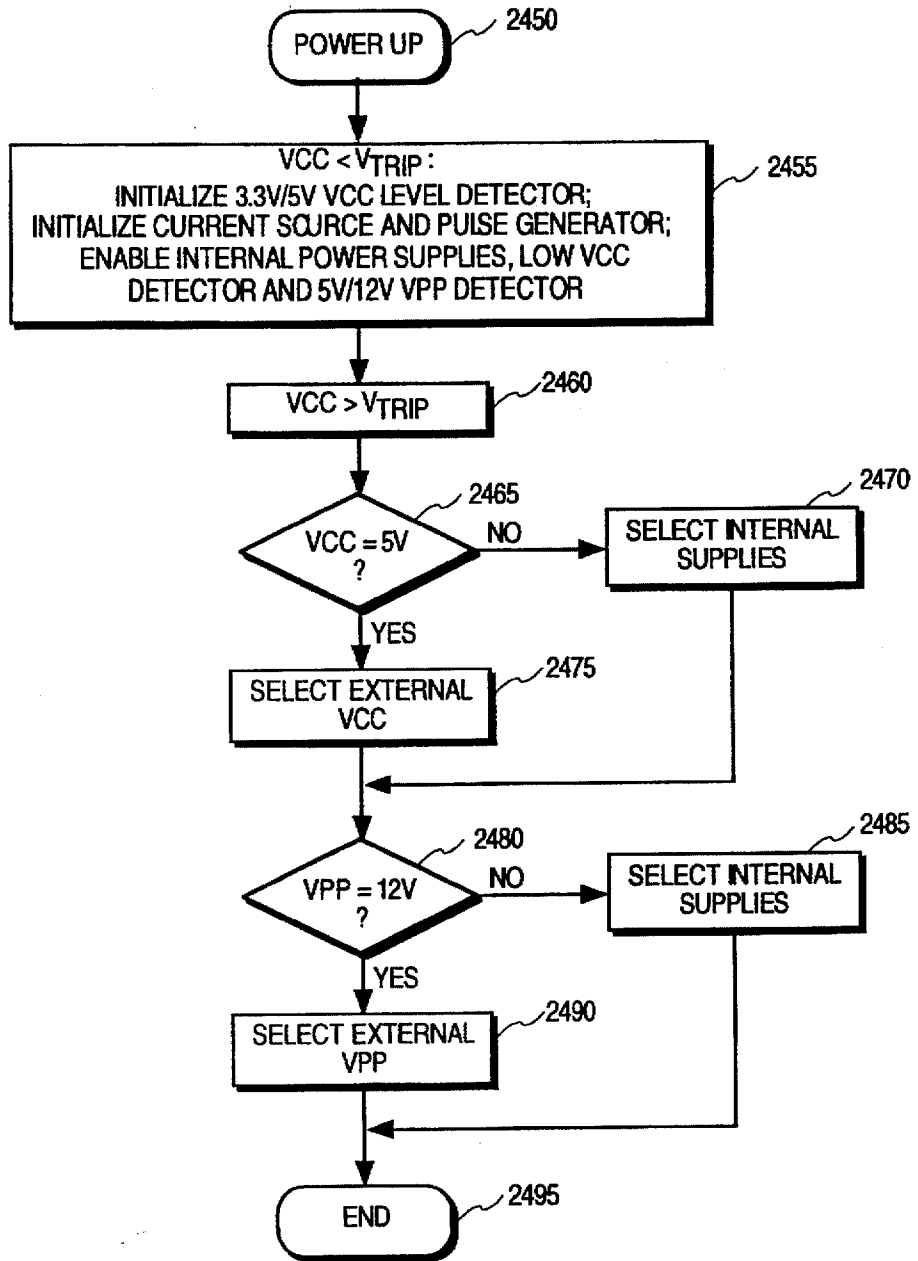 POWER UP
2450
VCC < VTRIP:
INITIALIZE 3.3V/5V VCC LEVEL DETECTOR;
INITIALIZE CURRENT SOURCE AND PULSE GENERATOR;
ENABLE INTERNAL POWER SUPPLIES, LOW VCC
DETECTOR AND 5V/12V VPP DETECTOR
2455
VCC > VTRIP
2460
VCC = 5V
?
2465
NO
SELECT INTERNAL
SUPPLIES
2470
YES
SELECT EXTERNAL
VCC
2475
VPP = 12V
?
2480
NO
SELECT INTERNAL
SUPPLIES
2485
YES
SELECT EXTERNAL
VPP
2490
END
2495